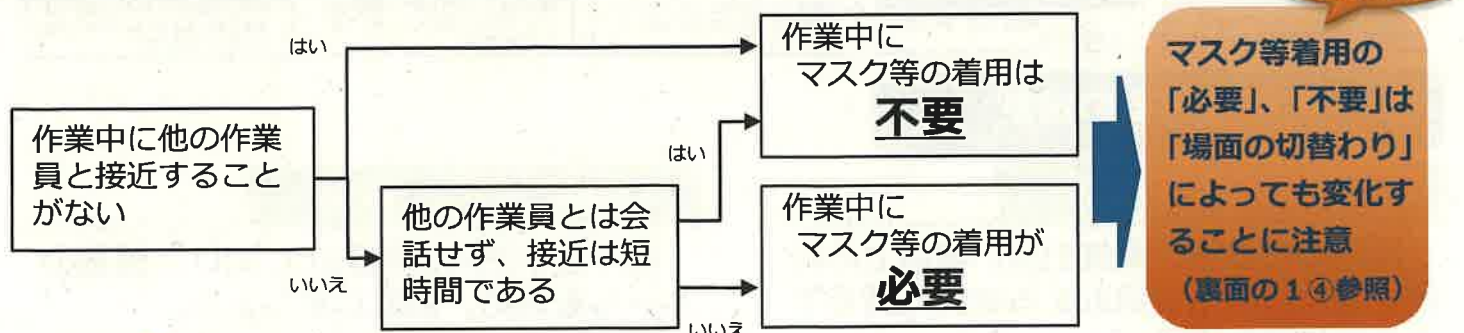 はい
作業中に他の作業
員と接近すること
がない
いいえ
他の作業員とは会
話せず、接近は短
時間である
はい
いいえ
作業中に
マスク等の着用は
不要
作業中に
マスク等の着用が
必要
マスク等着用の
「必要」、「不要」は
「場面の切替わり」
によっても変化す
ることに注意
(裏面の1④参照)